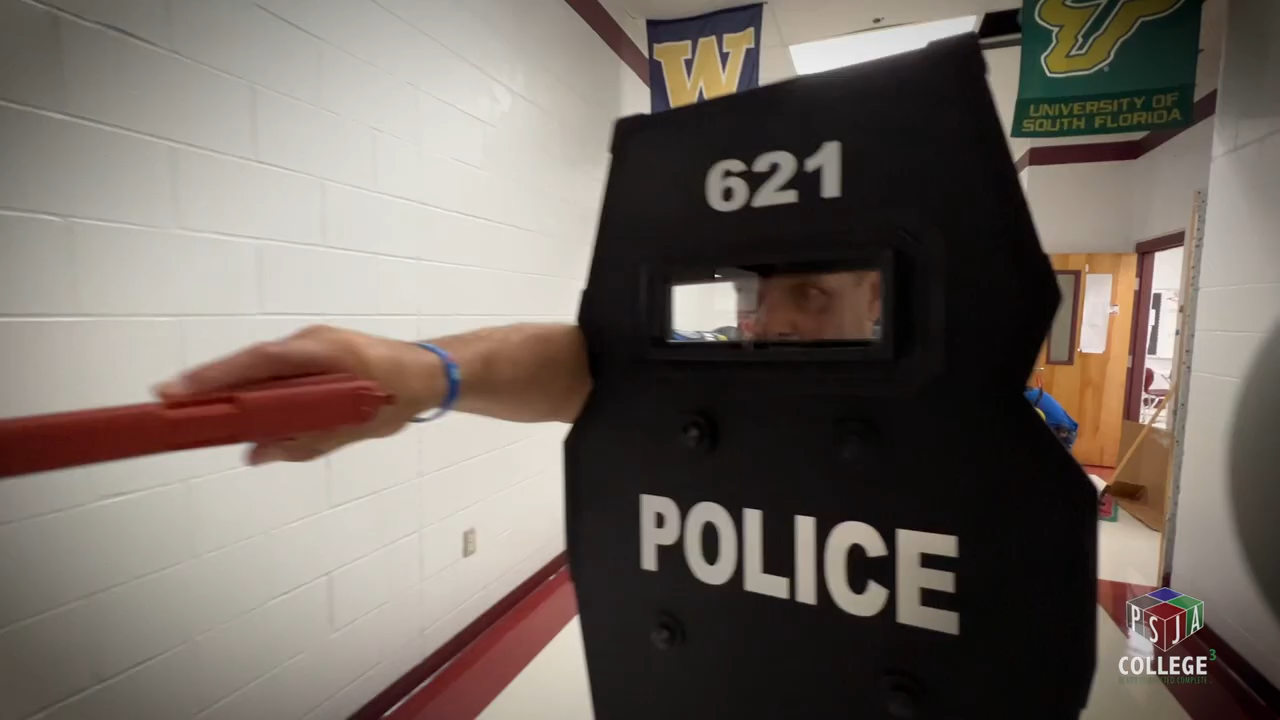 W
UNIVERSITY OF
SOUTH FLORIDA
621
POLICE
PSJA
COLLEGE³